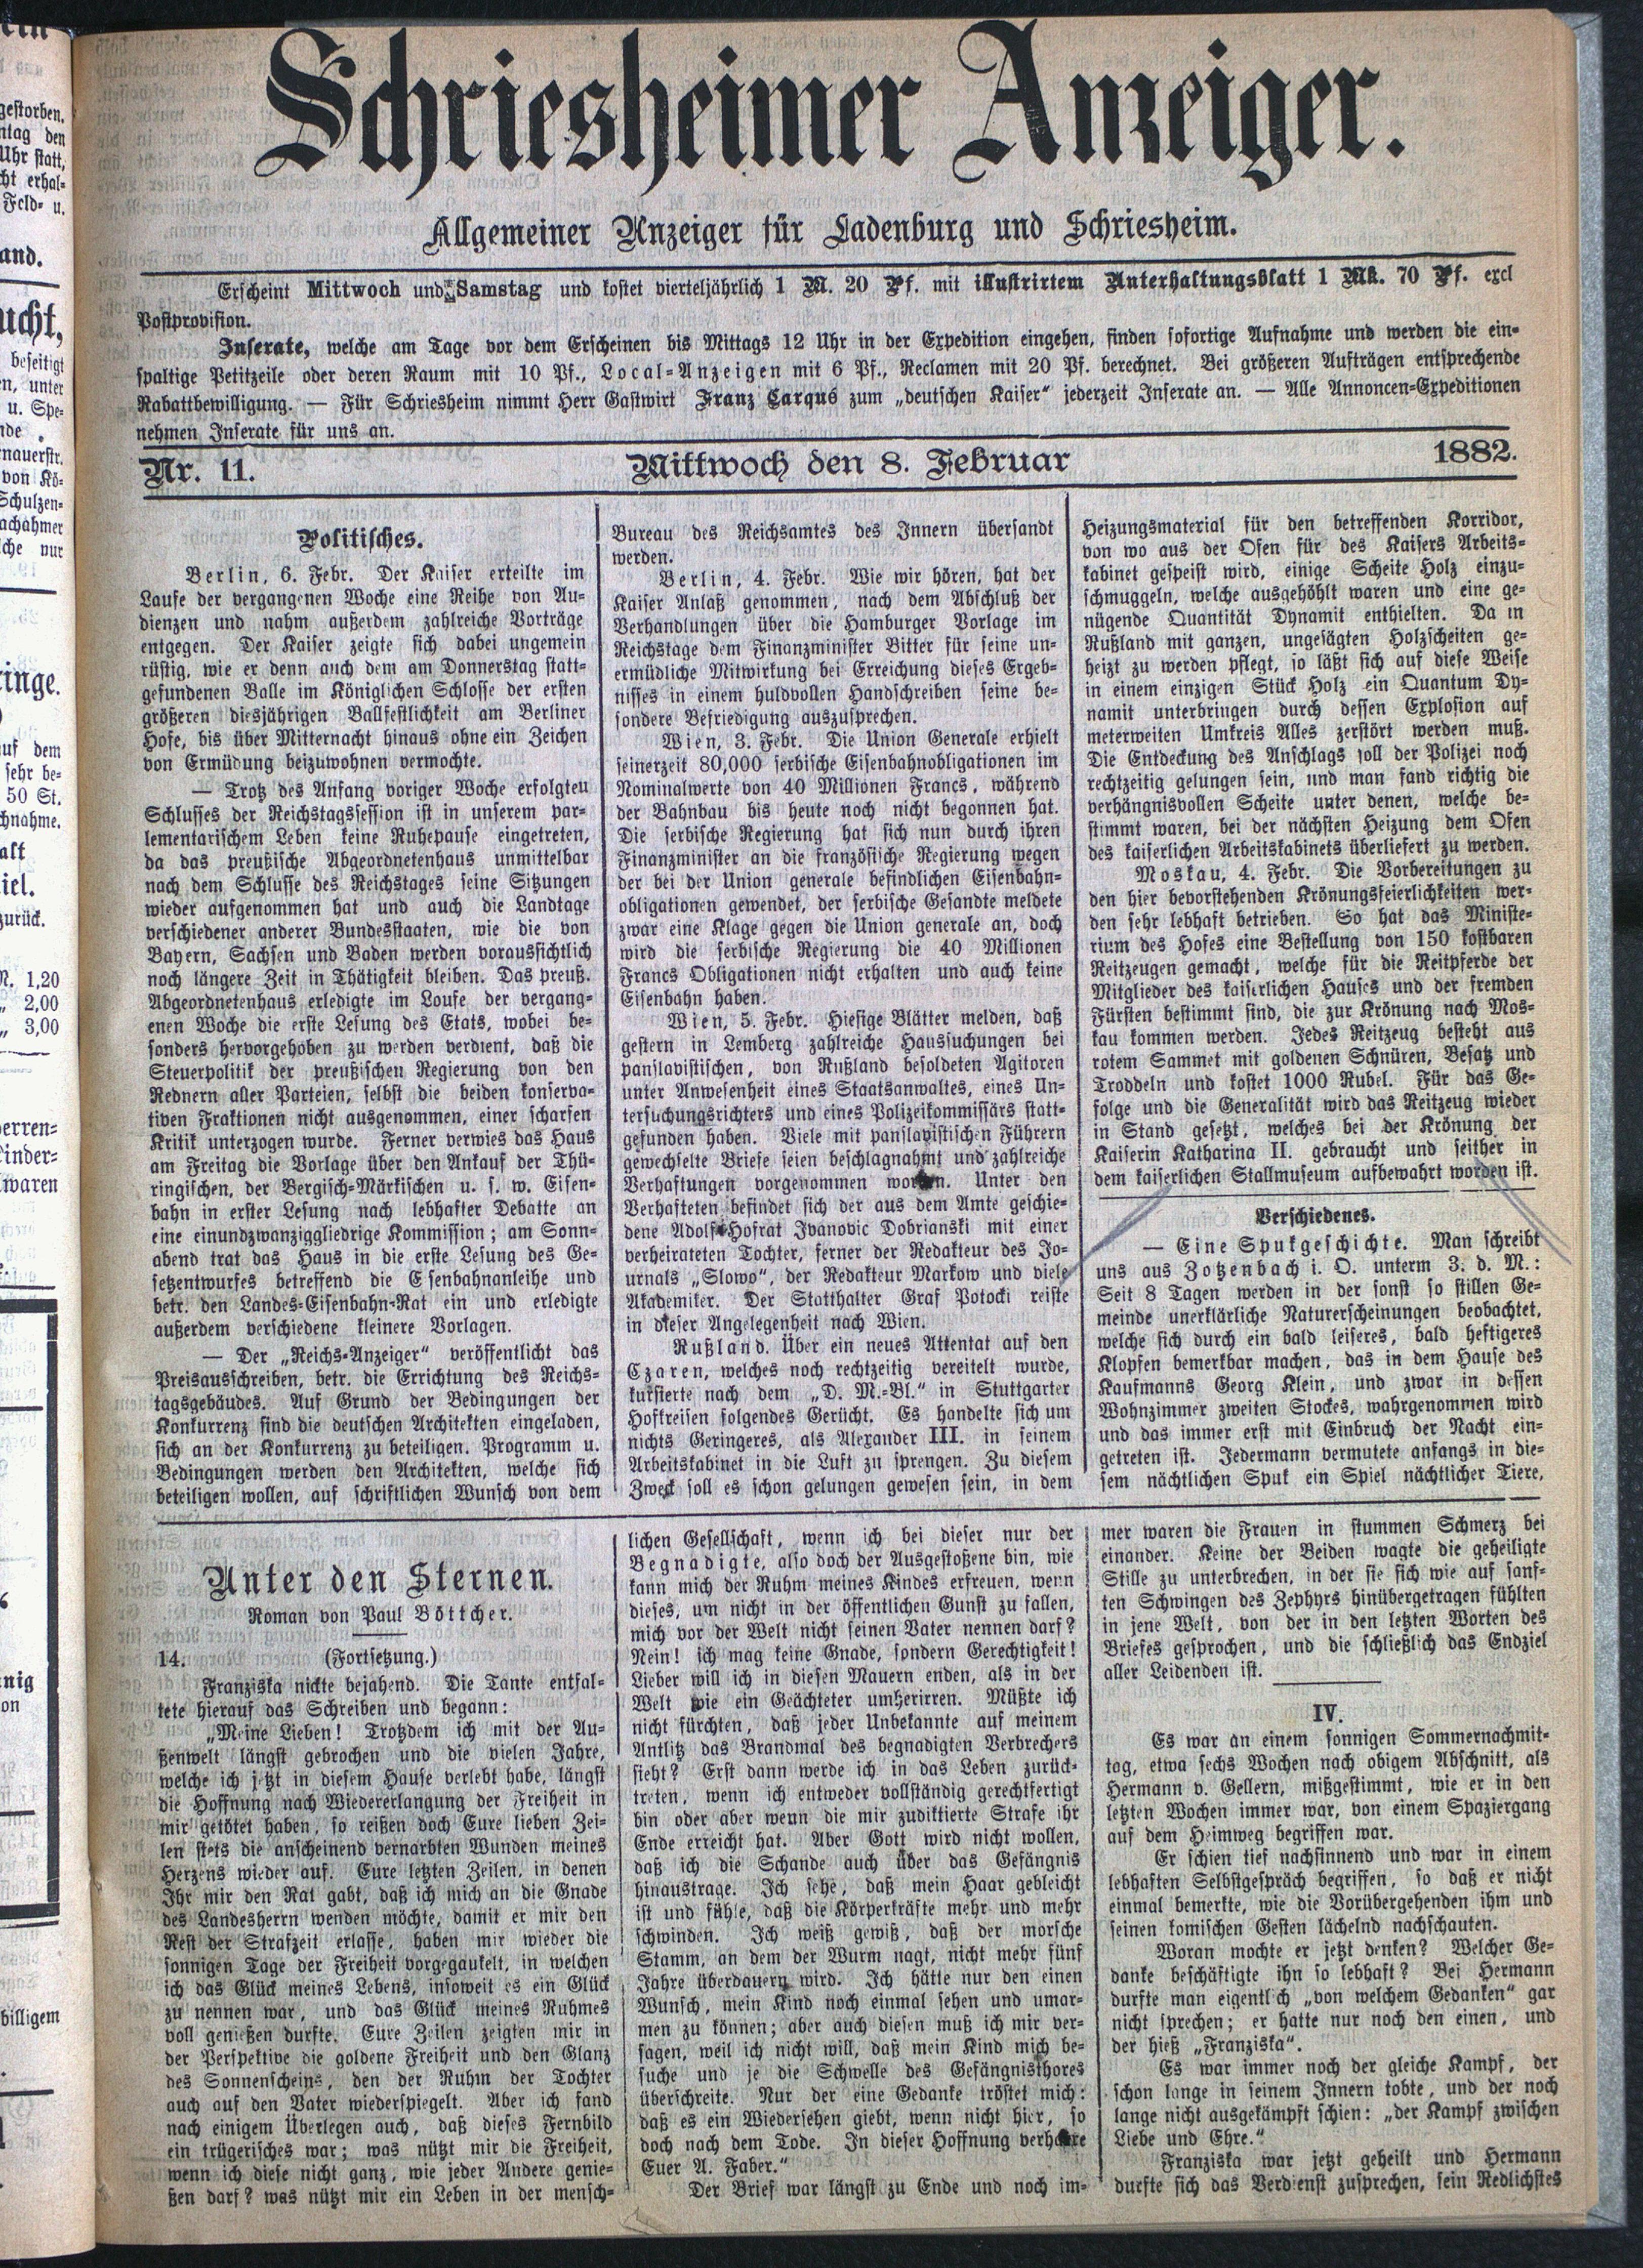 Schriesheimer Anzeiger.
Allgemeiner Anzeiger für Ladenburg und Schriesheim.
Erscheint Mittwoch und Samstag und kostet vierteljährlich 1 M. 20 Pf. mit illustrirtem Unterhaltungsblatt 1 Mk. 70 Pf. excl
Postprovision.
Inserate, welche am Tage vor dem Erscheinen bis Mittags 12 Uhr in der Expedition eingehen, finden sofortige Aufnahme und werden die ein-
spaltige Petitzeile oder deren Raum mit 10 Pf., Local-Anzeigen mit 6 Pf., Reclamen mit 20 Pf. berechnet. Bei größeren Aufträgen entsprechende
Rabattbewilligung. — Für Schriesheim nimmt Herr Gastwirt Franz Carqué zum „deutschen Kaiser“ jederzeit Inserate an. — Alle Annoncen-Expeditionen
nehmen Inserate für uns an.
Nr. 11. Mittwoch den 8. Februar 1882.
Politisches.
Berlin, 6. Febr. Der Kaiser erteilte im
Laufe der vergangenen Woche eine Reihe von Au-
dienzen und nahm außerdem zahlreiche Vorträge
entgegen. Der Kaiser zeigte sich dabei ungemein
rüstig, wie er denn auch dem am Donnerstag statt-
gefundenen Balle im Königlichen Schlosse der ersten
größeren diesjährigen Ballfestlichkeit am Berliner
Hofe, bis über Mitternacht hinaus ohne ein Zeichen
von Ermüdung beizuwohnen vermochte.
— Trotz des Anfang voriger Woche erfolgten
Schlusses der Reichstagssession ist in unserem par-
lementarischem Leben keine Ruhepause eingetreten,
da das preußische Abgeordnetenhaus unmittelbar
nach dem Schlusse des Reichstages seine Sitzungen
wieder aufgenommen hat und auch die Landtage
verschiedener anderer Bundesstaaten, wie die von
Bayern, Sachsen und Baden werden voraussichtlich
noch längere Zeit in Thätigkeit bleiben. Das preuß.
Abgeordnetenhaus erledigte im Loufe der vergang-
enen Woche die erste Lesung des Etats, wobei be-
sonders hervorgehoben zu werden verdient, daß die
Steuerpolitik der preußischen Regierung von den
Rednern aller Parteien, selbst die beiden konserva-
tiven Fraktionen nicht ausgenommen, einer scharfen
Kritik unterzogen wurde. Ferner verwies das Haus
am Freitag die Vorlage über den Ankauf der Thü-
ringischen, der Bergisch-Märkischen u. s. w. Eisen-
bahn in erster Lesung nach lebhafter Debatte an
eine einundzwanziggliedrige Kommission; am Sonn-
abend trat das Haus in die erste Lesung des Ge-
setzentwurfes betreffend die Eisenbahnanleihe und
betr. den Landes-Eisenbahn-Rat ein und erledigte
außerdem verschiedene kleinere Vorlagen.
— Der „Reichs-Anzeiger“ veröffentlicht das
Preisausschreiben, betr. die Errichtung des Reichs-
tagsgebäudes. Auf Grund der Bedingungen der
Konkurrenz sind die deutschen Architekten eingeladen,
sich an der Konkurrenz zu beteiligen. Programm u.
Bedingungen werden den Architekten, welche sich
beteiligen wollen, auf schriftlichen Wunsch von dem
Bureau des Reichsamtes des Innern übersandt
werden.
Berlin, 4. Febr. Wie wir hören, hat der
Kaiser Anlaß genommen, nach dem Abschluß der
Verhandlungen über die Hamburger Vorlage im
Reichstage dem Finanzminister Bitter für seine un-
ermüdliche Mitwirkung bei Erreichung dieses Ergeb-
nisses in einem huldvollen Handschreiben seine be-
sondere Befriedigung auszusprechen.
Wien, 3. Febr. Die Union Generale erhielt
seinerzeit 80,000 serbische Eisenbahnobligationen im
Nominalwerte von 40 Millionen Francs, während
der Bahnbau bis heute noch nicht begonnen hat.
Die serbische Regierung hat sich nun durch ihren
Finanzminister an die französische Regierung wegen
der bei der Union generale befindlichen Eisenbahn-
obligationen gewendet, der serbische Gesandte meldete
zwar eine Klage gegen die Union generale an, doch
wird die serbische Regierung die 40 Millionen
Francs Obligationen nicht erhalten und auch keine
Eisenbahn haben.
Wien, 5. Febr. Hiesige Blätter melden, daß
gestern in Lemberg zahlreiche Haussuchungen bei
panslavistischen, von Rußland besoldeten Agitoren
unter Anwesenheit eines Staatsanwaltes, eines Un-
tersuchungsrichters und eines Polizeikommissärs statt-
gefunden haben. Viele mit panslavistischen Führern
gewechselte Briefe seien beschlagnahmt und zahlreiche
Verhaftungen vorgenommen worden. Unter den
Verhafteten befindet sich der aus dem Amte geschie-
dene Adolf Hofrat Ivanovic Dobrianski mit einer
verheirateten Tochter, ferner der Redakteur des Jo-
urnals „Slowo“, der Redakteur Markow und viele
Akademiker. Der Statthalter Graf Potocki reiste
in dieser Angelegenheit nach Wien.
Rußland. Über ein neues Attentat auf den
Czaren, welches noch rechtzeitig vereitelt wurde,
kursierte nach dem „D. M.-Bl.“ in Stuttgarter
Hofkreisen folgendes Gerücht. Es handelte sich um
nichts Geringeres, als Alexander III. in seinem
Arbeitskabinet in die Luft zu sprengen. Zu diesem
Zweck soll es schon gelungen gewesen sein, in dem
Heizungsmaterial für den betreffenden Korridor,
von wo aus der Ofen für des Kaisers Arbeits-
kabinet gespeist wird, einige Scheite Holz einzu-
schmuggeln, welche ausgehöhlt waren und eine ge-
nügende Quantität Dynamit enthielten. Da in
Rußland mit ganzen, ungesägten Holzscheiten ge-
heizt zu werden pflegt, so läßt sich auf diese Weise
in einem einzigen Stück Holz ein Quantum Dy-
namit unterbringen durch dessen Explosion auf
meterweiten Umkreis Alles zerstört werden muß.
Die Entdeckung des Anschlags soll der Polizei noch
rechtzeitig gelungen sein, und man fand richtig die
verhängnisvollen Scheite unter denen, welche be-
stimmt waren, bei der nächsten Heizung dem Ofen
des kaiserlichen Arbeitskabinets überliefert zu werden.
Moskau, 4. Febr. Die Vorbereitungen zu
den hier bevorstehenden Krönungsfeierlichkeiten wer-
den sehr lebhaft betrieben. So hat das Ministe-
rium des Hofes eine Bestellung von 150 kostbaren
Reitzeugen gemacht, welche für die Reitpferde der
Mitglieder des kaiserlichen Hauses und der fremden
Fürsten bestimmt sind, die zur Krönung nach Mos-
kau kommen werden. Jedes Reitzeug besteht aus
rotem Sammet mit goldenen Schnüren, Besatz und
Troddeln und kostet 1000 Rubel. Für das Ge-
folge und die Generalität wird das Reitzeug wieder
in Stand gesetzt, welches bei der Krönung der
Kaiserin Katharina II. gebraucht und seither in
dem kaiserlichen Stallmuseum aufbewahrt worden ist.
Verschiedenes.
— Eine Spukgeschichte. Man schreibt
uns aus Zotzenbach i. O. unterm 3. d. M.:
Seit 8 Tagen werden in der sonst so stillen Ge-
meinde unerklärliche Naturerscheinungen beobachtet,
welche sich durch ein bald leiseres, bald heftigeres
Klopfen bemerkbar machen, das in dem Hause des
Kaufmanns Georg Klein, und zwar in dessen
Wohnzimmer zweiten Stockes, wahrgenommen wird
und das immer erst mit Einbruch der Nacht ein-
getreten ist. Jedermann vermutete anfangs in die-
sem nächtlichen Spuk ein Spiel nächtlicher Tiere,
Unter den Sternen.
Roman von Paul Böttcher.
14. (Fortsetzung.)
Franziska nickte bejahend. Die Tante entfal-
tete hierauf das Schreiben und begann:
„Meine Lieben! Trotzdem ich mit der Au-
ßenwelt längst gebrochen und die vielen Jahre,
welche ich jetzt in diesem Hause verlebt habe, längst
die Hoffnung nach Wiedererlangung der Freiheit in
mir getötet haben, so reißen doch Eure lieben Zei-
len stets die anscheinend vernarbten Wunden meines
Herzens wieder auf. Eure letzten Zeilen, in denen
Ihr mir den Rat gabt, daß ich mich an die Gnade
des Landesherrn wenden möchte, damit er mir den
Rest der Strafzeit erlasse, haben mir wieder die
sonnigen Tage der Freiheit vorgegaukelt, in welchen
ich das Glück meines Lebens, insoweit es ein Glück
zu nennen war, und das Glück meines Ruhmes
voll genießen durfte. Eure Zeilen zeigten mir in
der Perspektive die goldene Freiheit und den Glanz
des Sonnenscheins, den der Ruhm der Tochter
auch auf den Vater wiederspiegelt. Aber ich fand
nach einigem Überlegen auch, daß dieses Fernbild
ein trügerisches war; was nützt mir die Freiheit,
wenn ich diese nicht ganz, wie jeder Andere genie-
ßen darf? was nützt mir ein Leben in der mensch-
lichen Gesellschaft, wenn ich bei dieser nur der
Begnadigte, also doch der Ausgestoßene bin, wie
kann mich der Ruhm meines Kindes erfreuen, wenn
dieses, um nicht in der öffentlichen Gunst zu fallen,
mich vor der Welt nicht seinen Vater nennen darf?
Nein! ich mag keine Gnade, sondern Gerechtigkeit!
Lieber will ich in diesen Mauern enden, als in der
Welt wie ein Geächteter umherirren. Müßte ich
nicht fürchten, daß jeder Unbekannte auf meinem
Antlitz das Brandmal des begnadigten Verbrechers
sieht? Erst dann werde ich in das Leben zurück-
treten, wenn ich entweder vollständig gerechtfertigt
bin oder aber wenn die mir zudiktierte Strafe ihr
Ende erreicht hat. Aber Gott wird nicht wollen,
daß ich die Schande auch über das Gefängnis
hinaustrage. Ich sehe, daß mein Haar gebleicht
ist und fühle, daß die Körperkräfte mehr und mehr
schwinden. Ich weiß gewiß, daß der morsche
Stamm, an dem der Wurm nagt, nicht mehr fünf
Jahre überdauern wird. Ich hätte nur den einen
Wunsch, mein Kind noch einmal sehen und umar-
men zu können; aber auch diesen muß ich mir ver-
sagen, weil ich nicht will, daß mein Kind mich be-
suche und je die Schwelle des Gefängnisthores
überschreite. Nur der eine Gedanke tröstet mich:
daß es ein Wiedersehen giebt, wenn nicht hier, so
doch nach dem Tode. In dieser Hoffnung verharre
Euer A. Faber.“
Der Brief war längst zu Ende und noch im-
mer waren die Frauen in stummen Schmerz bei
einander. Keine der Beiden wagte die geheiligte
Stille zu unterbrechen, in der sie sich wie auf sanf-
ten Schwingen des Zephyrs hinübergetragen fühlten
in jene Welt, von der in den letzten Worten des
Briefes gesprochen, und die schließlich das Endziel
aller Leidenden ist.
IV.
Es war an einem sonnigen Sommernachmit-
tag, etwa sechs Wochen nach obigem Abschnitt, als
Hermann v. Gellern, mißgestimmt, wie er in den
letzten Wochen immer war, von einem Spaziergang
auf dem Heimweg begriffen war.
Er schien tief nachsinnend und war in einem
lebhaften Selbstgespräch begriffen, so daß er nicht
einmal bemerkte, wie die Vorübergehenden ihm und
seinen komischen Gesten lächelnd nachschauten.
Woran mochte er jetzt denken? Welcher Ge-
danke beschäftigte ihn so lebhaft? Bei Hermann
durfte man eigentlich „von welchem Gedanken“ gar
nicht sprechen; er hatte nur noch den einen, und
der hieß „Franziska“.
Es war immer noch der gleiche Kampf, der
schon lange in seinem Innern tobte, und der noch
lange nicht ausgekämpft schien: „der Kampf zwischen
Liebe und Ehre.“
Franziska war jetzt geheilt und Hermann
durfte sich das Verdienst zusprechen, sein Redlichstes